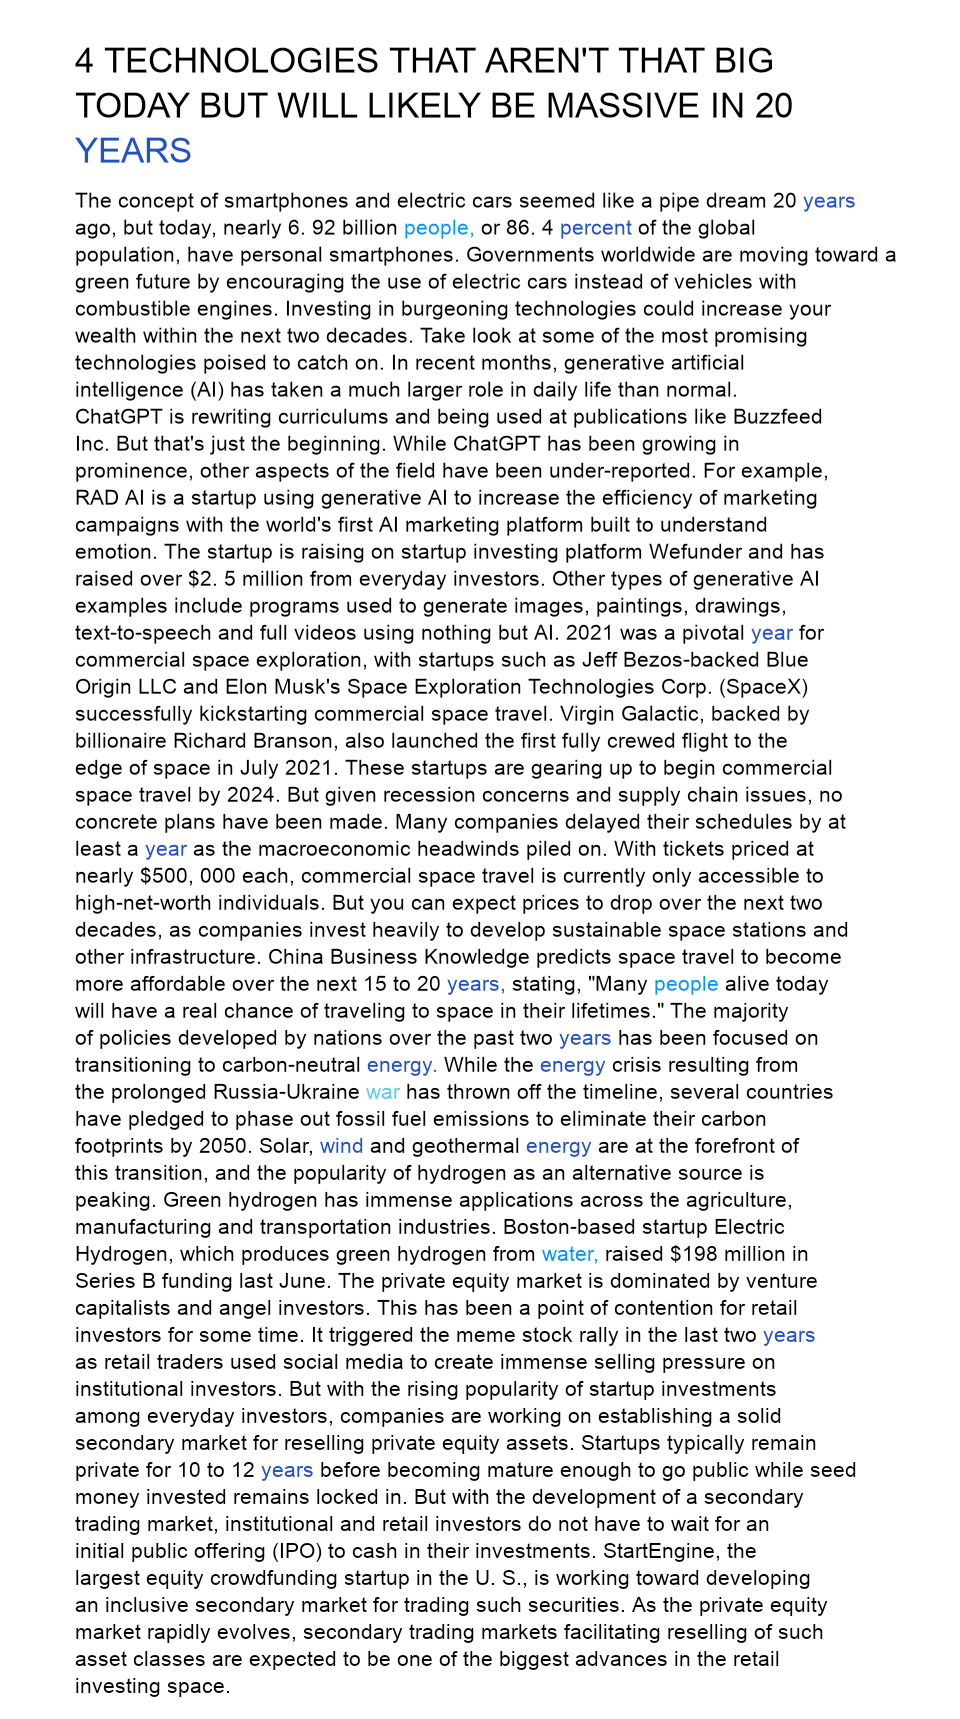 4 TECHNOLOGIES THAT AREN'T THAT BIG
TODAY BUT WILL LIKELY BE MASSIVE IN 20
YEARS
The concept of smartphones and electric cars seemed like a pipe dream 20 years
ago, but today, nearly 6. 92 billion people, or 86. 4 percent of the global
population, have personal smartphones. Governments worldwide are moving toward a
green future by encouraging the use of electric cars instead of vehicles with
combustible engines. Investing in burgeoning technologies could increase your
wealth within the next two decades. Take look at some of the most promising
technologies poised to catch on. In recent months, generative artificial
intelligence (AI) has taken a much larger role in daily life than normal.
ChatGPT is rewriting curriculums and being used at publications like Buzzfeed
Inc. But that's just the beginning. While ChatGPT has been growing in
prominence, other aspects of the field have been under-reported. For example,
RAD AI is a startup using generative AI to increase the efficiency of marketing
campaigns with the world's first AI marketing platform built to understand
emotion. The startup is raising on startup investing platform Wefunder and has
raised over $2. 5 million from everyday investors. Other types of generative AI
examples include programs used to generate images, paintings, drawings,
text-to-speech and full videos using nothing but AI. 2021 was a pivotal year for
commercial space exploration, with startups such as Jeff Bezos-backed Blue
Origin LLC and Elon Musk's Space Exploration Technologies Corp. (SpaceX)
successfully kickstarting commercial space travel. Virgin Galactic, backed by
billionaire Richard Branson, also launched the first fully crewed flight to the
edge of space in July 2021. These startups are gearing up to begin commercial
space travel by 2024. But given recession concerns and supply chain issues, no
concrete plans have been made. Many companies delayed their schedules by at
least a year as the macroeconomic headwinds piled on. With tickets priced at
nearly $500, 000 each, commercial space travel is currently only accessible to
high-net-worth individuals. But you can expect prices to drop over the next two
decades, as companies invest heavily to develop sustainable space stations and
other infrastructure. China Business Knowledge predicts space travel to become
more affordable over the next 15 to 20 years, stating, "Many people alive today
will have a real chance of traveling to space in their lifetimes." The majority
of policies developed by nations over the past two years has been focused on
transitioning to carbon-neutral energy. While the energy crisis resulting from
the prolonged Russia-Ukraine war has thrown off the timeline, several countries
have pledged to phase out fossil fuel emissions to eliminate their carbon
footprints by 2050. Solar, wind and geothermal energy are at the forefront of
this transition, and the popularity of hydrogen as an alternative source is
peaking. Green hydrogen has immense applications across the agriculture,
manufacturing and transportation industries. Boston-based startup Electric
Hydrogen, which produces green hydrogen from water, raised $198 million in
Series B funding last June. The private equity market is dominated by venture
capitalists and angel investors. This has been a point of contention for retail
investors for some time. It triggered the meme stock rally in the last two years
as retail traders used social media to create immense selling pressure on
institutional investors. But with the rising popularity of startup investments
among everyday investors, companies are working on establishing a solid
secondary market for reselling private equity assets. Startups typically remain
private for 10 to 12 years before becoming mature enough to go public while seed
money invested remains locked in. But with the development of a secondary
trading market, institutional and retail investors do not have to wait for an
initial public offering (IPO) to cash in their investments. StartEngine, the
largest equity crowdfunding startup in the U. S., is working toward developing
an inclusive secondary market for trading such securities. As the private equity
market rapidly evolves, secondary trading markets facilitating reselling of such
asset classes are expected to be one of the biggest advances in the retail
investing space.